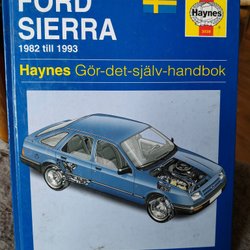 FORD
SIERRA
1982 till 1993
Haynes
Haynes Gör-det-själv-handbok